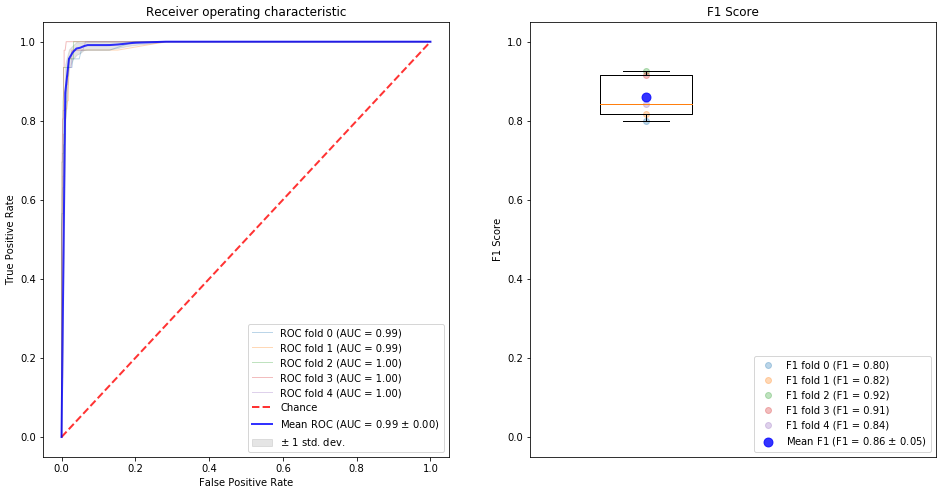 Receiver operating characteristic
1.0
0.8
0.6
0.4
0.2
0.0
True Positive Rate
0.0 0.2 0.4 0.6 0.8 1.0
False Positive Rate
ROC fold 0 (AUC = 0.99)
ROC fold 1 (AUC = 0.99)
ROC fold 2 (AUC = 1.00)
ROC fold 3 (AUC = 1.00)
ROC fold 4 (AUC = 1.00)
Chance
Mean ROC (AUC = 0.99 ± 0.00)
± 1 std. dev.
F1 Score
1.0
0.8
0.6
0.4
0.2
0.0
F1 Score
F1 fold 0 (F1 = 0.80)
F1 fold 1 (F1 = 0.82)
F1 fold 2 (F1 = 0.92)
F1 fold 3 (F1 = 0.91)
F1 fold 4 (F1 = 0.84)
Mean F1 (F1 = 0.86 ± 0.05)